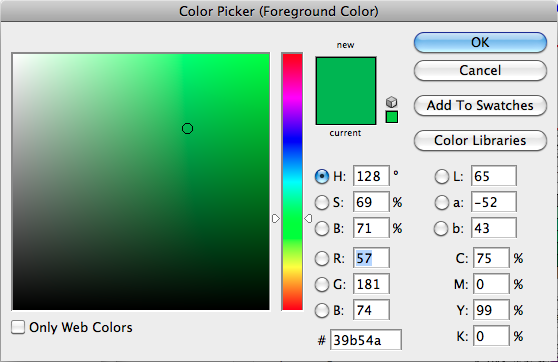 Color Picker (Foreground Color)
new
current
OK
Cancel
Add To Swatches
Color Libraries
H: 128 °
S: 69 %
B: 71 %
R: 57
G: 181
B: 74
# 39b54a
L: 65
a: -52
b: 43
C: 75 %
M: 0 %
Y: 99 %
K: 0 %
Only Web Colors